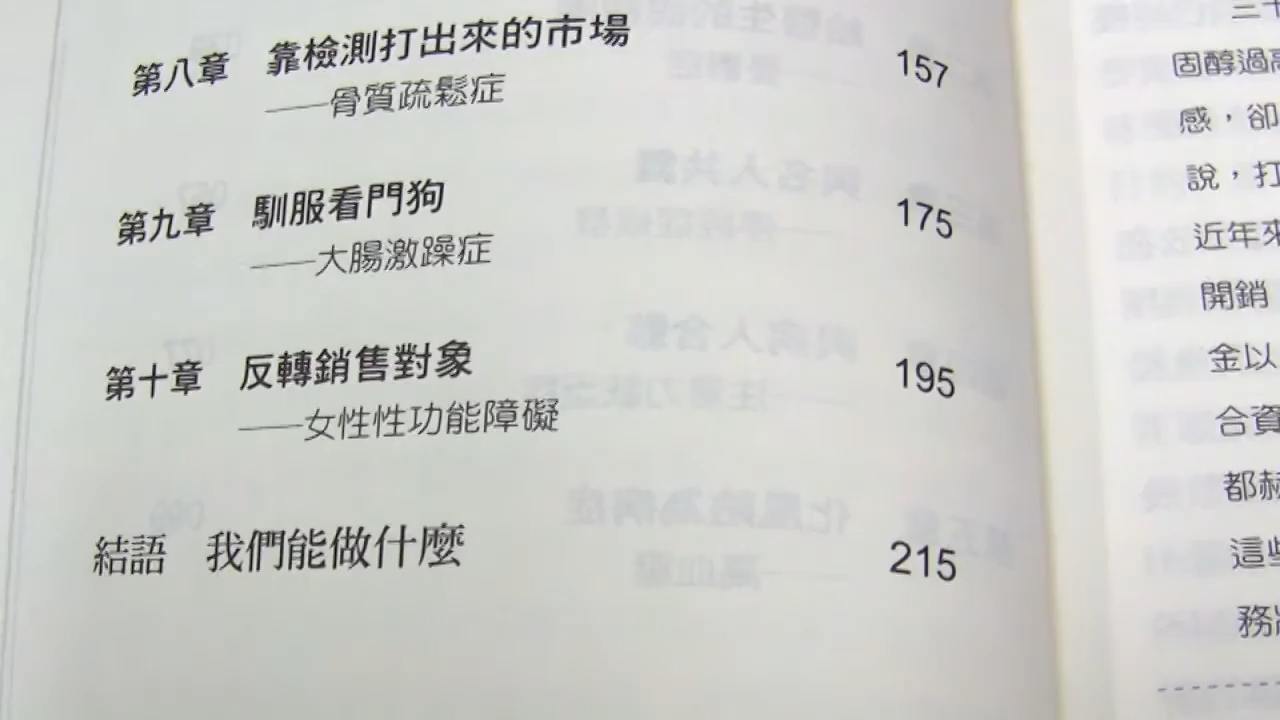 第八章 靠檢測打出來的市場 157
——骨質疏鬆症
第九章 馴服看門狗 175
——大腸激躁症
第十章 反轉銷售對象 195
——女性性功能障礙
結語 我們能做什麼 215
三十
固醇過高
感，卻
說，打
近年來
開銷
金以
合資
都赫
這些
務